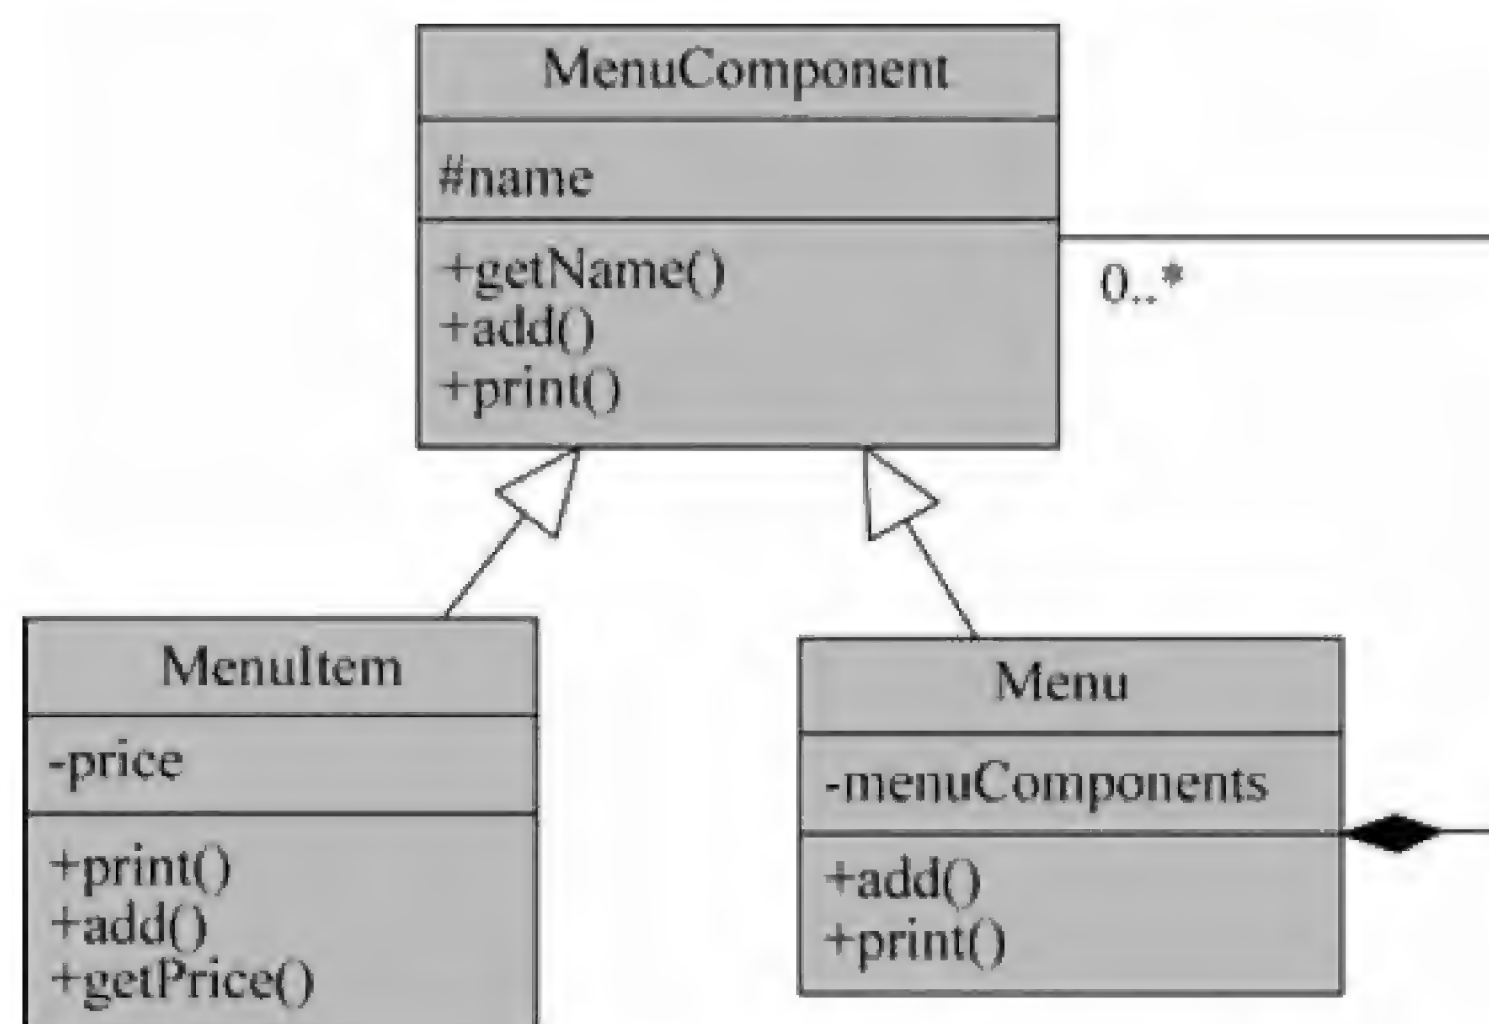 MenuComponent
#name
+getName()
+add()
+print()
0..*
MenuItem
-price
+print()
+add()
+getPrice()
Menu
-menuComponents
+add()
+print()